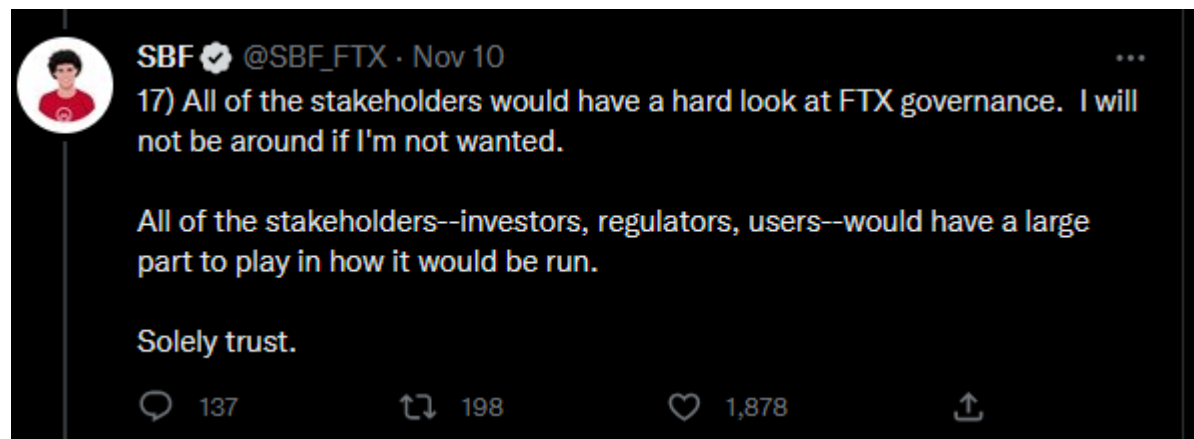 SBF @SBF_FTX · Nov 10
17) All of the stakeholders would have a hard look at FTX governance.  I will
not be around if I'm not wanted.
All of the stakeholders--investors, regulators, users--would have a large
part to play in how it would be run.
Solely trust.
137 198 1,878